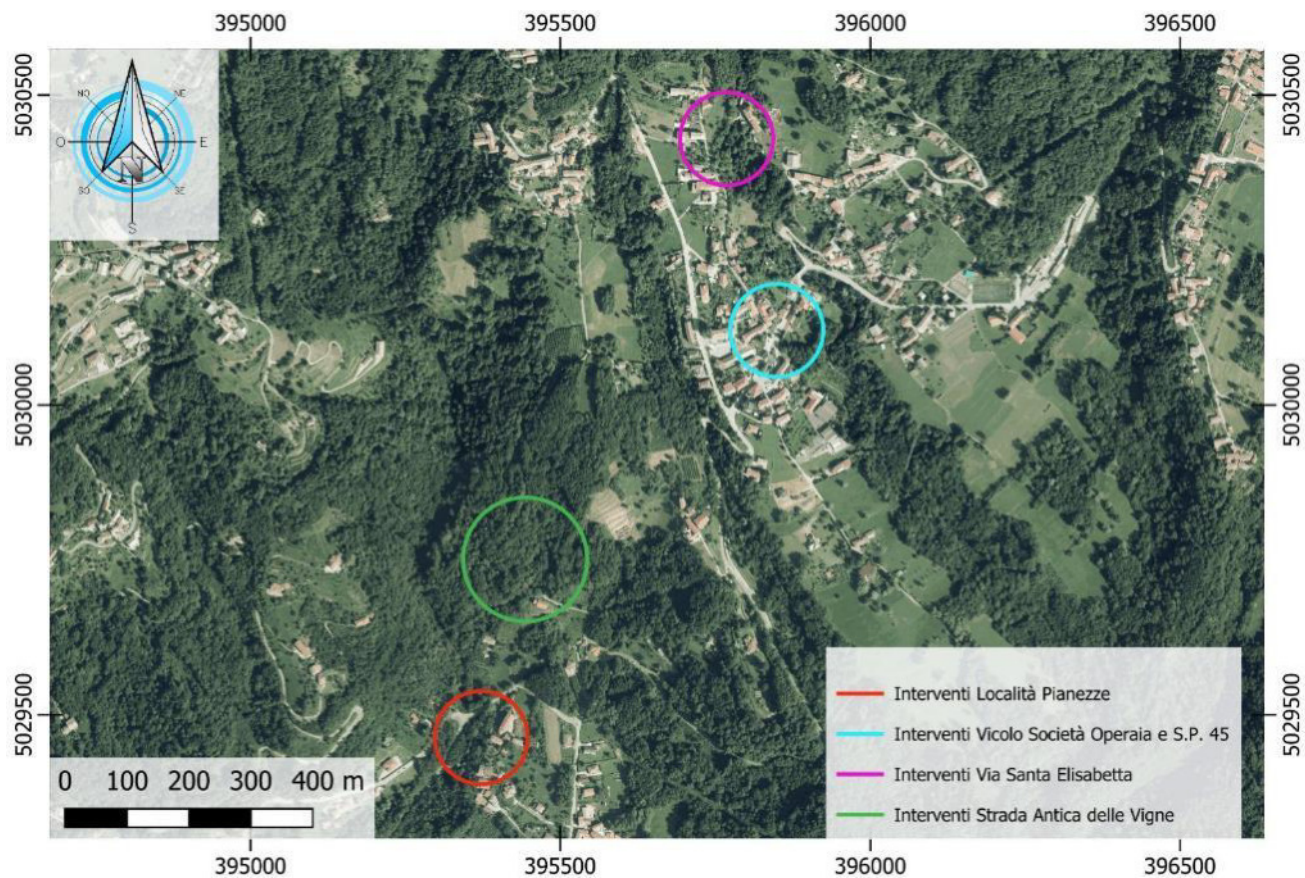 395000 395500 396000 396500
5030500 5030500
NO NE
O E
N
SO SE
S
5030000 5030000
5029500 5029500
Interventi Località Pianezze
Interventi Vicolo Società Operaia e S.P. 45
Interventi Via Santa Elisabetta
Interventi Strada Antica delle Vigne
0 100 200 300 400 m
395000 395500 396000 396500